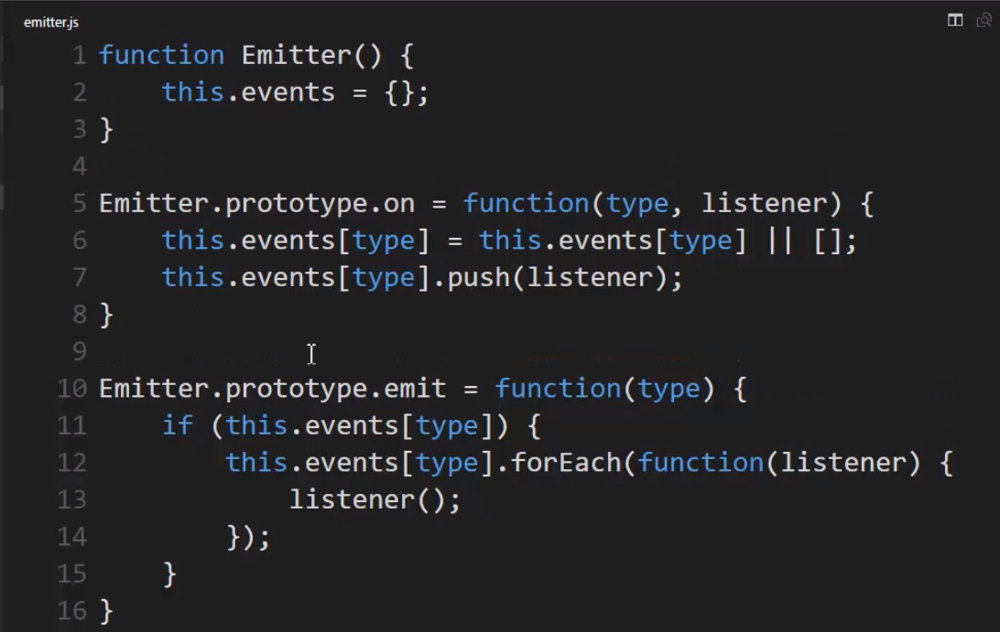 emitter.js
1 function Emitter() {
2     this.events = {};
3 }
4
5 Emitter.prototype.on = function(type, listener) {
6     this.events[type] = this.events[type] || [];
7     this.events[type].push(listener);
8 }
9
10 Emitter.prototype.emit = function(type) {
11     if (this.events[type]) {
12         this.events[type].forEach(function(listener) {
13             listener();
14         });
15     }
16 }